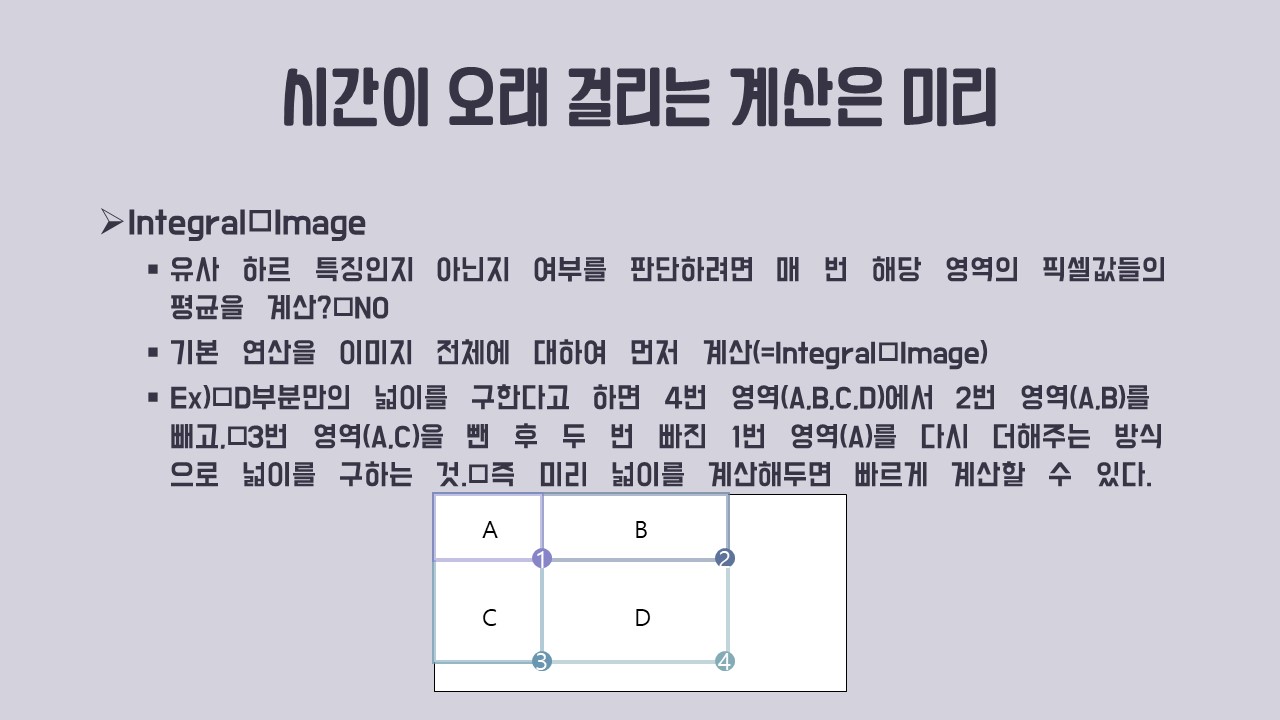 시간이 오래 걸리는 계산은 미리
➢Integral□Image
▪ 유사 하르 특징인지 아닌지 여부를 판단하려면 매 번 해당 영역의 픽셀값들의
평균을 계산?□NO
▪ 기본 연산을 이미지 전체에 대하여 먼저 계산(=Integral□Image)
▪ Ex)□D부분만의 넓이를 구한다고 하면 4번 영역(A,B,C,D)에서 2번 영역(A,B)를
빼고,□3번 영역(A,C)을 뺀 후 두 번 빠진 1번 영역(A)를 다시 더해주는 방식
으로 넓이를 구하는 것.□즉 미리 넓이를 계산해두면 빠르게 계산할 수 있다.
A B
1 2
C D
3 4